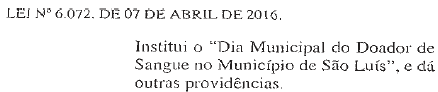 LEI Nº 6.072, DE 07 DE ABRIL DE 2016.
Institui o “Dia Municipal do Doador de
Sangue no Município de São Luís”, e dá
outras providências.